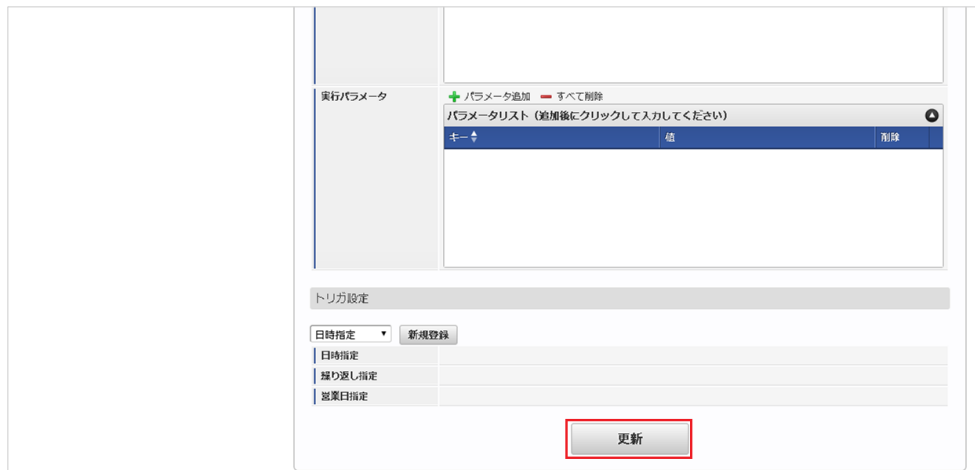 実行パラメータ
パラメータ追加 すべて削除
パラメータリスト（追加後にクリックして入力してください）
キー 値 削除
トリガ設定
日時指定 新規登録
日時指定
繰り返し指定
営業日指定
更新